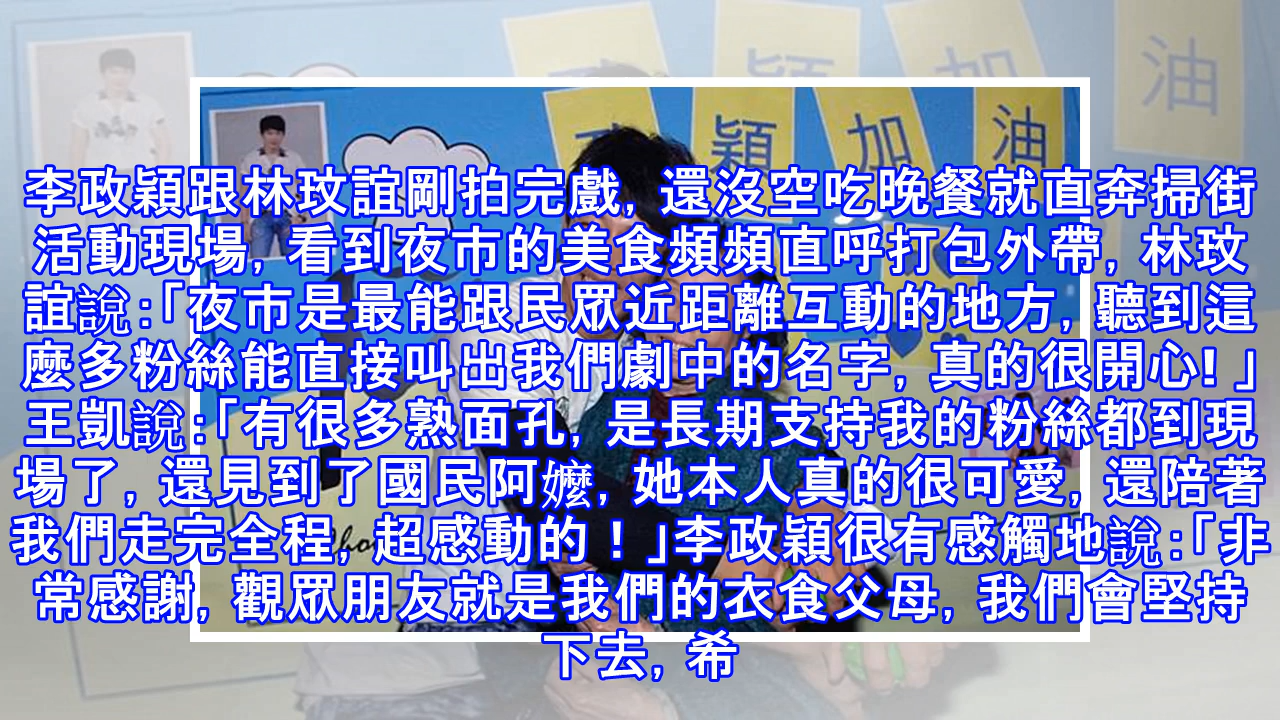 李政穎跟林玟誼剛拍完戲, 還沒空吃晚餐就直奔掃街
活動現場, 看到夜市的美食頻頻直呼打包外帶, 林玟
誼說:「夜市是最能跟民眾近距離互動的地方, 聽到這
麼多粉絲能直接叫出我們劇中的名字, 真的很開心! 」
王凱說:「有很多熟面孔, 是長期支持我的粉絲都到現
場了, 還見到了國民阿嬤, 她本人真的很可愛, 還陪著
我們走完全程, 超感動的！」李政穎很有感觸地說:「非
常感謝, 觀眾朋友就是我們的衣食父母, 我們會堅持
下去, 希
穎加油
加油